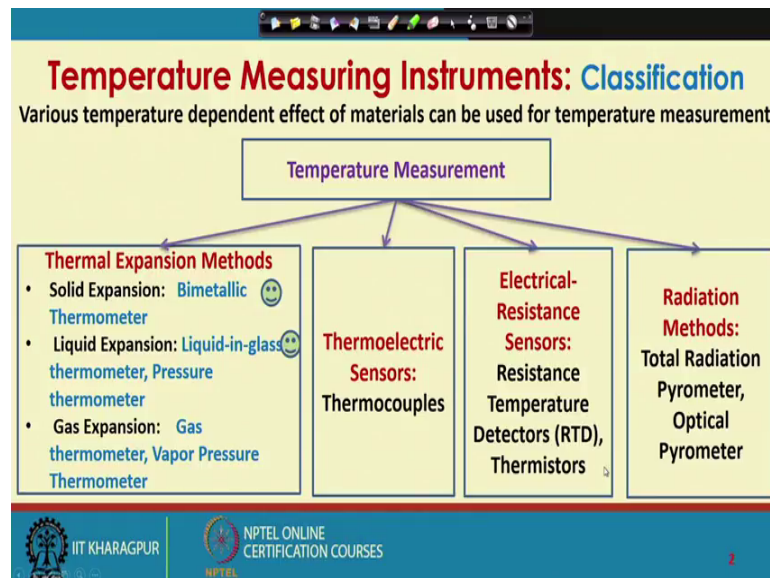 Temperature Measuring Instruments: Classification
Various temperature dependent effect of materials can be used for temperature measurement
Temperature Measurement
Thermal Expansion Methods
• Solid Expansion: Bimetallic
Thermometer
• Liquid Expansion: Liquid-in-glass
thermometer, Pressure
thermometer
• Gas Expansion: Gas
thermometer, Vapor Pressure
Thermometer
Thermoelectric
Sensors:
Thermocouples
Electrical-
Resistance
Sensors:
Resistance
Temperature
Detectors (RTD),
Thermistors
Radiation
Methods:
Total Radiation
Pyrometer,
Optical
Pyrometer
IIT KHARAGPUR
NPTEL
NPTEL ONLINE
CERTIFICATION COURSES
2